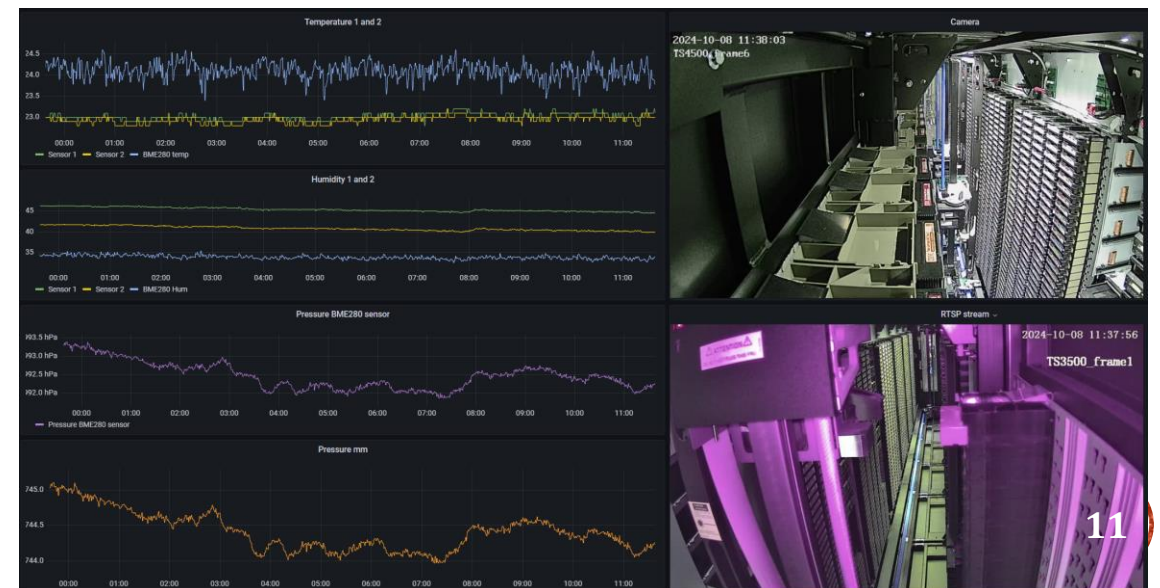 Temperature 1 and 2
24.5
24.0
23.5
23.0
00:00 01:00 02:00 03:00 04:00 05:00 06:00 07:00 08:00 09:00 10:00 11:00
Sensor 1 Sensor 2 BME280 temp
Humidity 1 and 2
45
40
35
00:00 01:00 02:00 03:00 04:00 05:00 06:00 07:00 08:00 09:00 10:00 11:00
Sensor 1 Sensor 2 BME280 Hum
Pressure BME280 sensor
993.5 hPa
993.0 hPa
992.5 hPa
992.0 hPa
00:00 01:00 02:00 03:00 04:00 05:00 06:00 07:00 08:00 09:00 10:00 11:00
Pressure BME280 sensor
Pressure mm
745.0
744.5
744.0
00:00 01:00 02:00 03:00 04:00 05:00 06:00 07:00 08:00 09:00 10:00 11:00
Camera
2024-10-08 11:38:03
TS4500_frame6
RTSP stream
2024-10-08 11:37:56
TS3500_frame1
ATTENTION
11